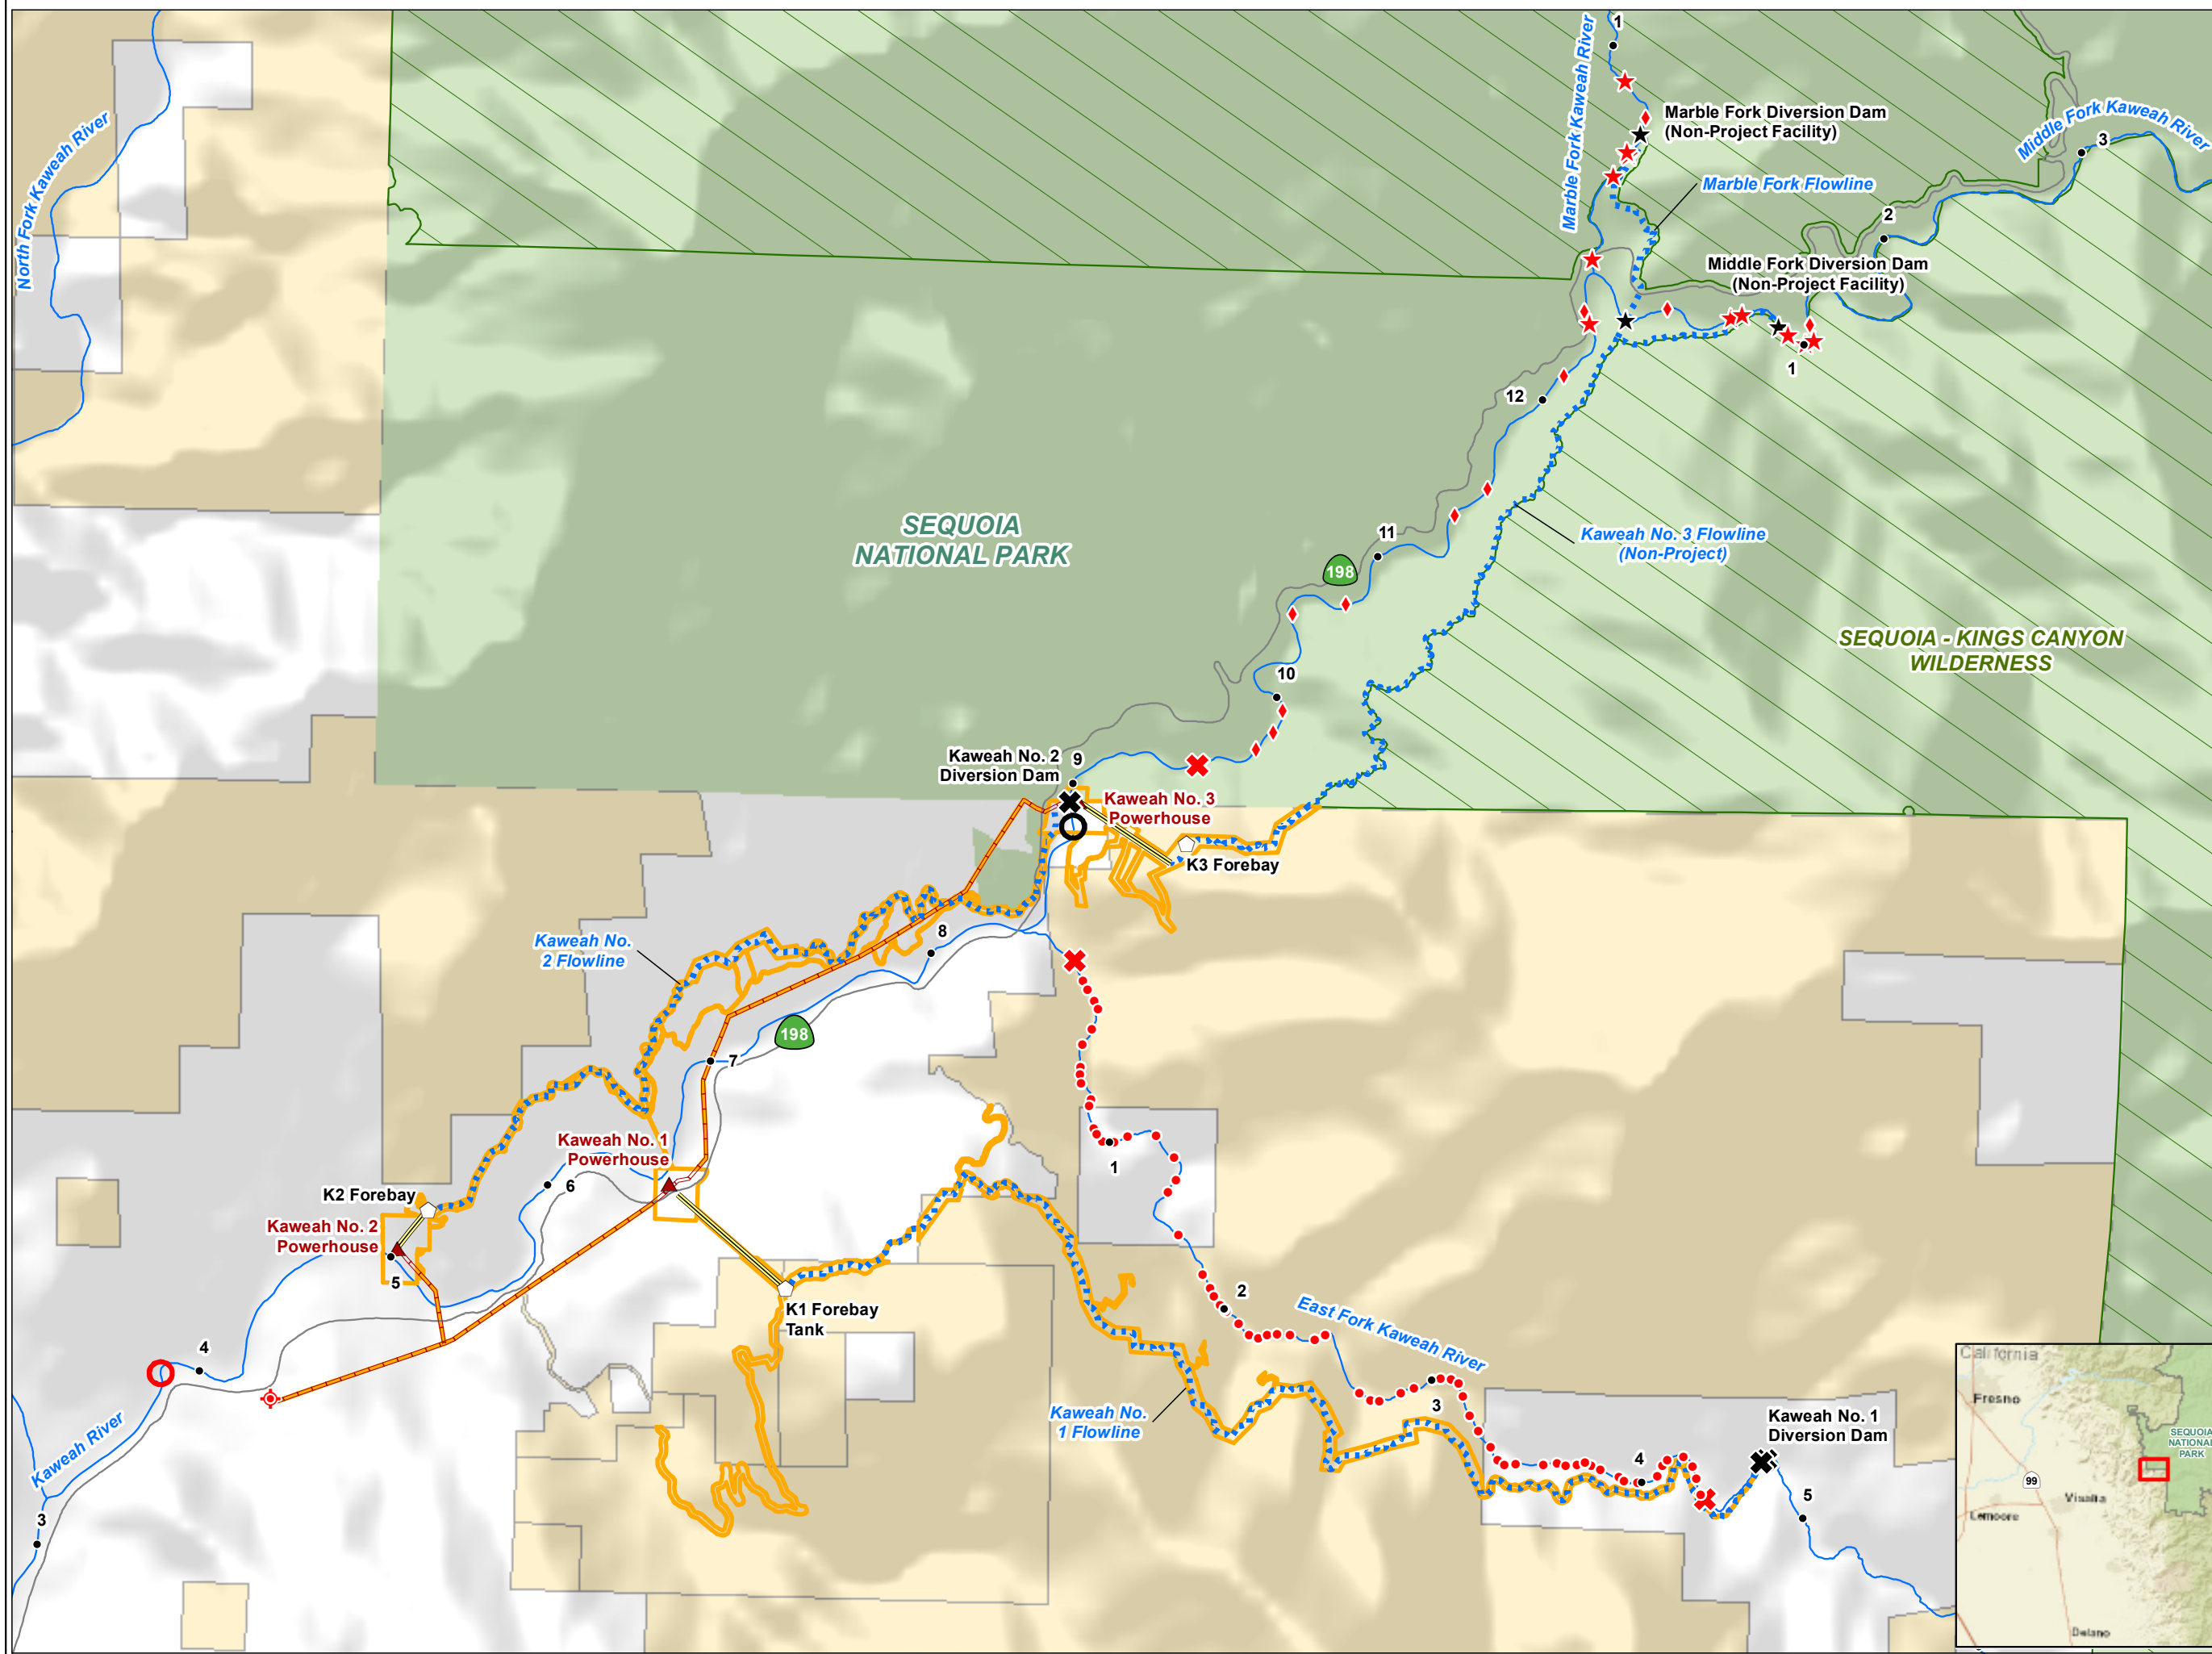 1
Marble Fork Kaweah River
Marble Fork Diversion Dam
(Non-Project Facility)
Middle Fork Kaweah River
3
North Fork Kaweah River
Marble Fork Flowline
2
Middle Fork Diversion Dam
(Non-Project Facility)
1
12
SEQUOIA
NATIONAL PARK
11
Kaweah No. 3 Flowline
(Non-Project)
198
SEQUOIA - KINGS CANYON
WILDERNESS
10
Kaweah No. 2
Diversion Dam
9
Kaweah No. 3
Powerhouse
K3 Forebay
Kaweah No.
2 Flowline
8
198
7
Kaweah No. 1
Powerhouse
1
6
K2 Forebay
Kaweah No. 2
Powerhouse
5
2
K1 Forebay
Tank
East Fork Kaweah River
4
Kaweah No.
1 Flowline
3
Kaweah No. 1
Diversion Dam
4
5
Kaweah River
3
California
Fresno
SEQUOIA
NATIONAL
PARK
99
Visalia
Lemoore
Delano